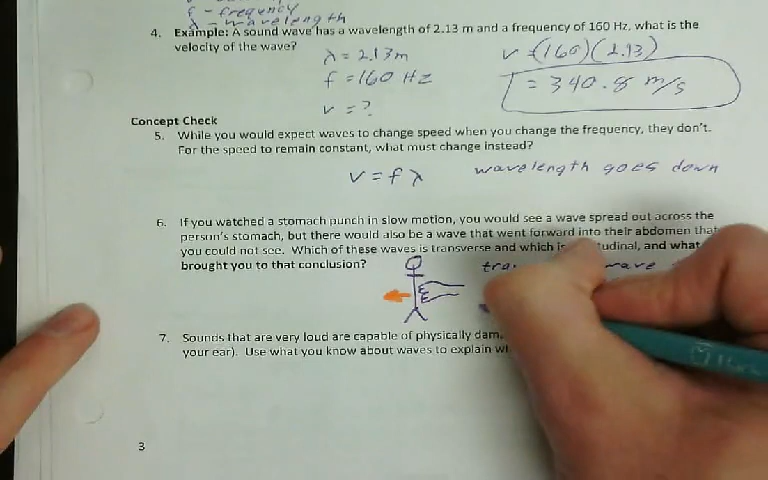 f - frequency
λ - wavelength
4. Example: A sound wave has a wavelength of 2.13 m and a frequency of 160 Hz, what is the
velocity of the wave?
λ = 2.13m
f = 160 Hz
v = ?
v = (160)(2.13)
= 340.8 m/s
Concept Check
5. While you would expect waves to change speed when you change the frequency, they don't.
For the speed to remain constant, what must change instead?
v = f λ wavelength goes down
6. If you watched a stomach punch in slow motion, you would see a wave spread out across the
person's stomach, but there would also be a wave that went forward into their abdomen that
you could not see. Which of these waves is transverse and which is tudinal, and what
brought you to that conclusion?
tra wave
7. Sounds that are very loud are capable of physically dam
your ear). Use what you know about waves to explain
3